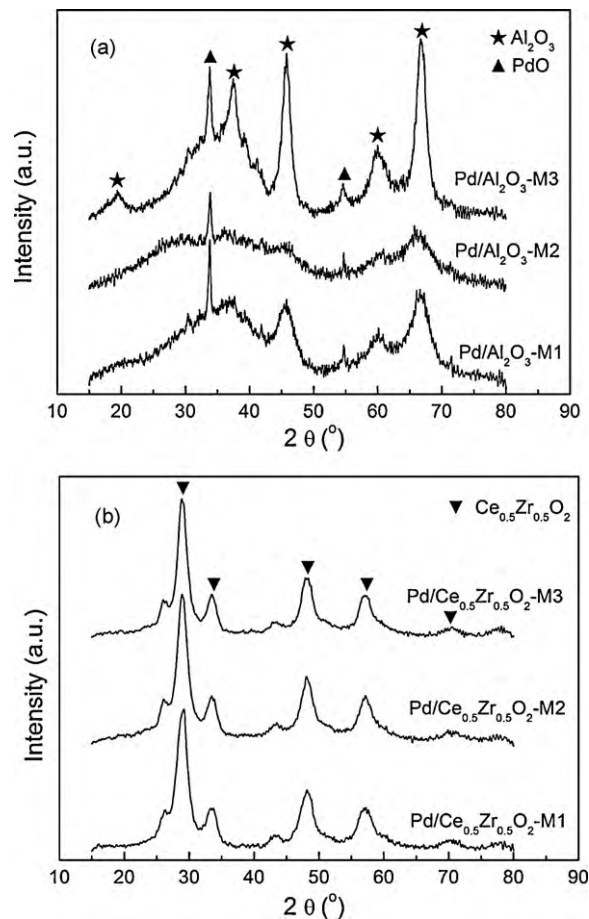 (a)
★ Al₂O₃
▲ PdO
Pd/Al₂O₃-M3
Pd/Al₂O₃-M2
Pd/Al₂O₃-M1
Intensity (a.u.)
10 20 30 40 50 60 70 80 90
2 θ (°)
(b)
▼ Ce₀.₅Zr₀.₅O₂
Pd/Ce₀.₅Zr₀.₅O₂-M3
Pd/Ce₀.₅Zr₀.₅O₂-M2
Pd/Ce₀.₅Zr₀.₅O₂-M1
Intensity (a.u.)
10 20 30 40 50 60 70 80 90
2 θ (°)